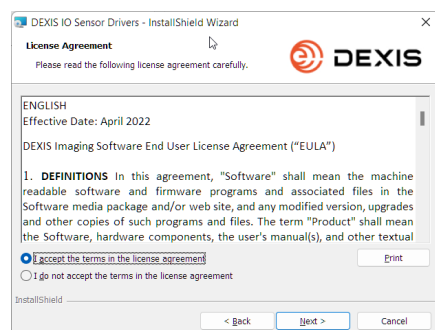 DEXIS IO Sensor Drivers - InstallShield Wizard
License Agreement
Please read the following license agreement carefully.
DEXIS
ENGLISH
Effective Date: April 2022
DEXIS Imaging Software End User License Agreement (“EULA”)
1. DEFINITIONS In this agreement, "Software" shall mean the machine
readable software and firmware programs and associated files in the
Software media package and/or web site, and any modified version, upgrades
and other copies of such programs and files. The term "Product" shall mean
the Software, hardware components, the user's manual(s), and other textual
I accept the terms in the license agreement
Print
I do not accept the terms in the license agreement
InstallShield
< Back
Next >
Cancel